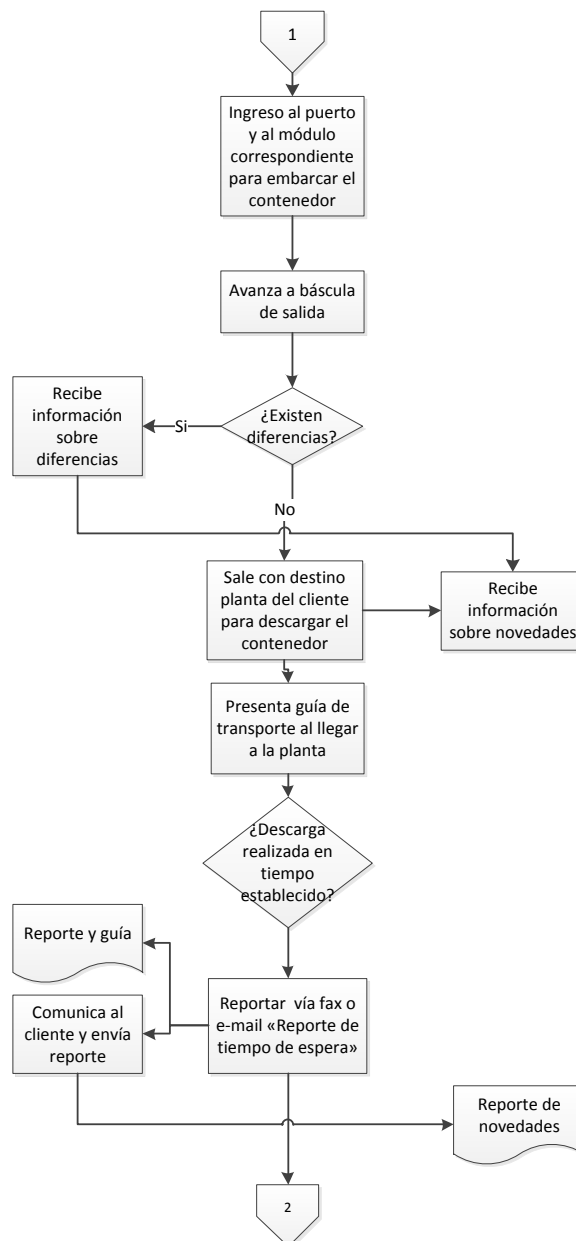 1
Ingreso al puerto
y al módulo
correspondiente
para embarcar el
contenedor
Avanza a báscula
de salida
¿Existen
diferencias?
Si
Recibe
información
sobre
diferencias
No
Sale con destino
planta del cliente
para descargar el
contenedor
Recibe
información
sobre novedades
Presenta guía de
transporte al llegar
a la planta
¿Descarga
realizada en
tiempo
establecido?
Reporte y guía
Reportar vía fax o
e-mail «Reporte de
tiempo de espera»
Comunica al
cliente y envía
reporte
Reporte de
novedades
2